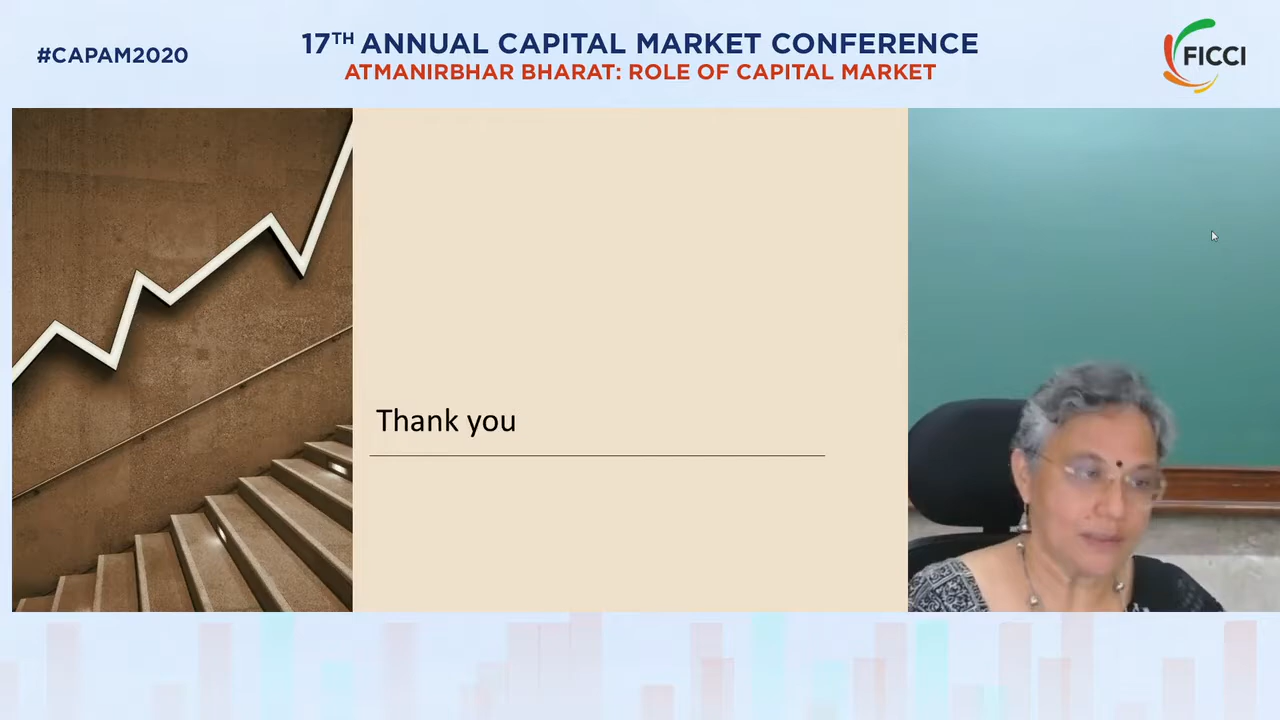 #CAPAM2020
17TH ANNUAL CAPITAL MARKET CONFERENCE
ATMANIRBHAR BHARAT: ROLE OF CAPITAL MARKET
FICCI
Thank you